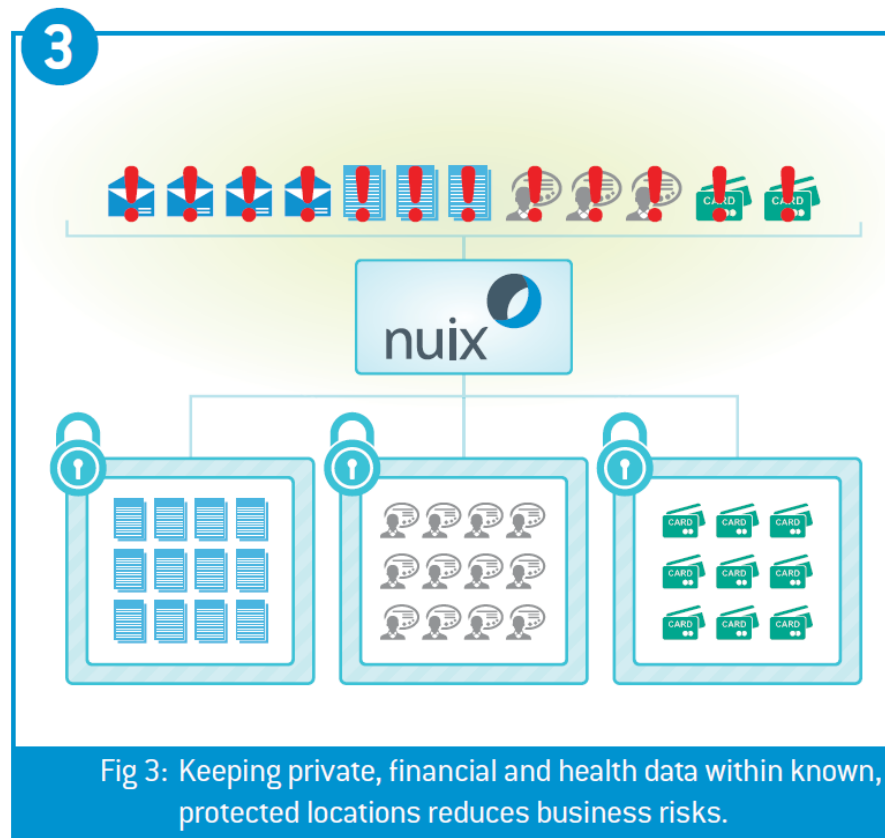 3
CARD CARD
nuix
CARD CARD CARD
CARD CARD CARD
CARD CARD CARD
Fig 3: Keeping private, financial and health data within known,
protected locations reduces business risks.